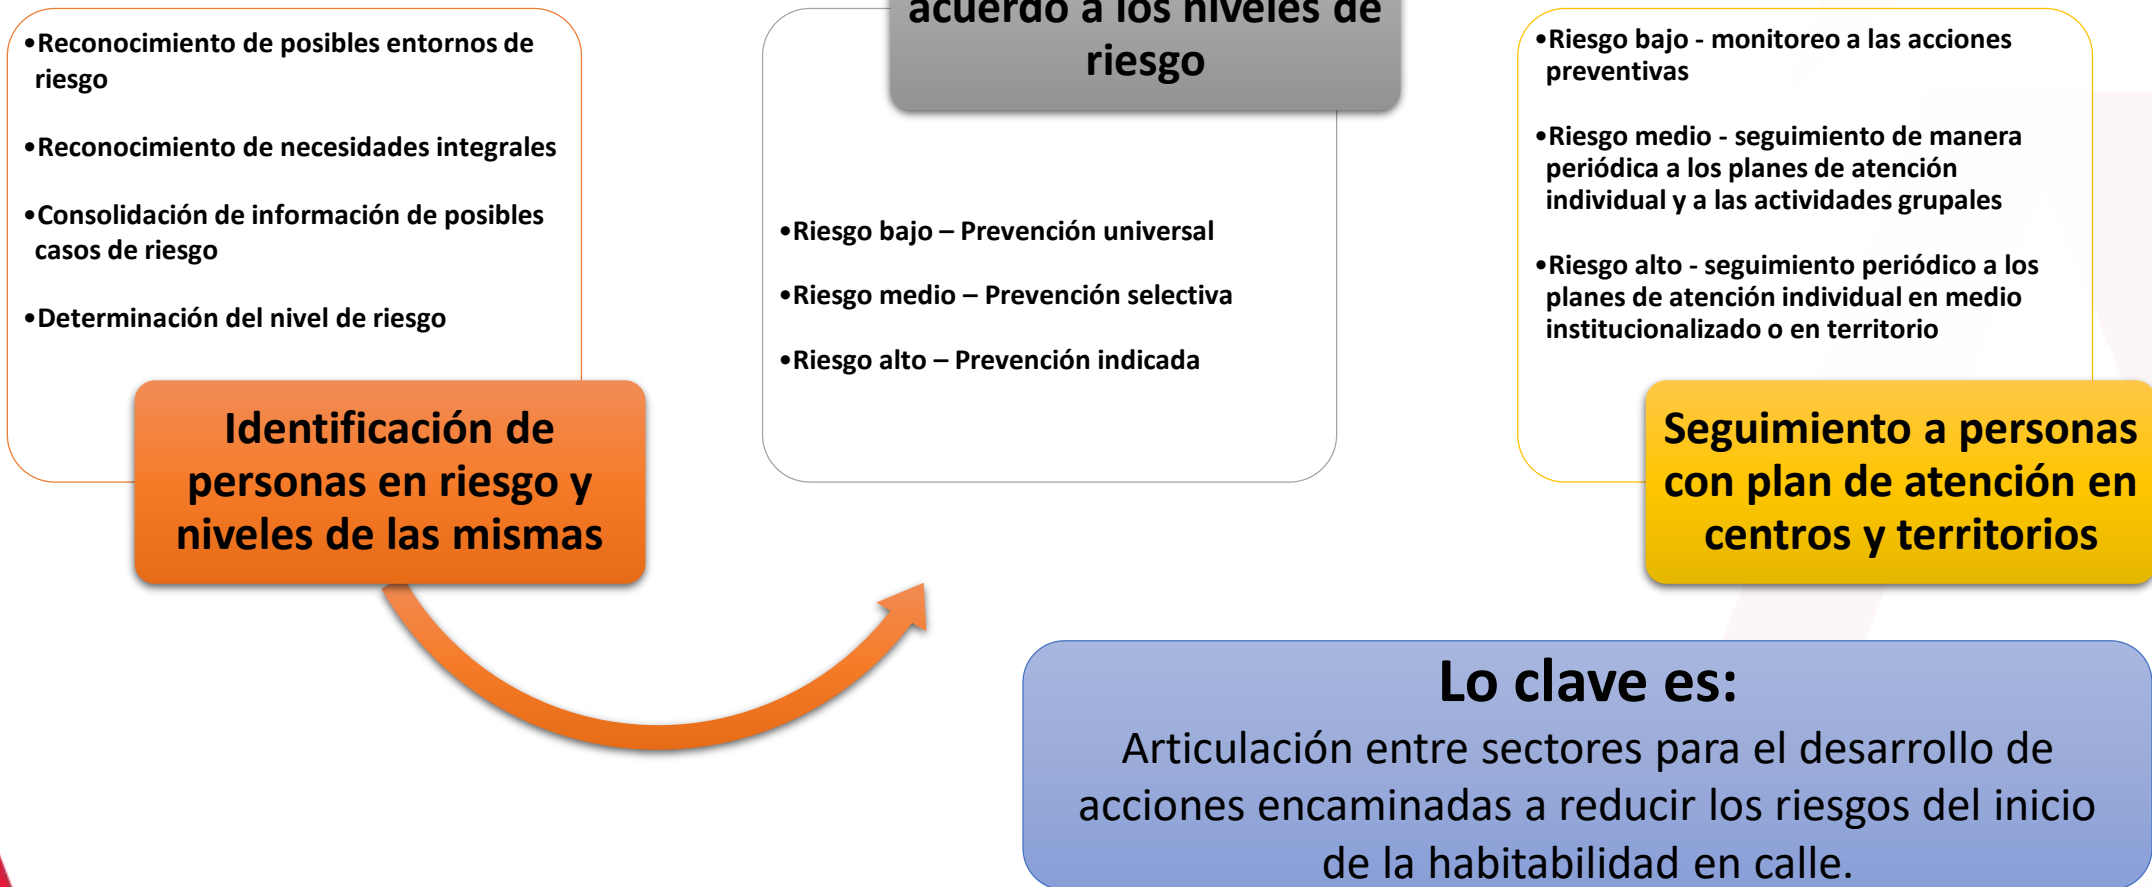 •Reconocimiento de posibles entornos de
riesgo
•Reconocimiento de necesidades integrales
•Consolidación de información de posibles
casos de riesgo
•Determinación del nivel de riesgo
Identificación de
personas en riesgo y
niveles de las mismas
acuerdo a los niveles de
riesgo
•Riesgo bajo – Prevención universal
•Riesgo medio – Prevención selectiva
•Riesgo alto – Prevención indicada
•Riesgo bajo - monitoreo a las acciones
preventivas
•Riesgo medio - seguimiento de manera
periódica a los planes de atención
individual y a las actividades grupales
•Riesgo alto - seguimiento periódico a los
planes de atención individual en medio
institucionalizado o en territorio
Seguimiento a personas
con plan de atención en
centros y territorios
Lo clave es:
Articulación entre sectores para el desarrollo de
acciones encaminadas a reducir los riesgos del inicio
de la habitabilidad en calle.